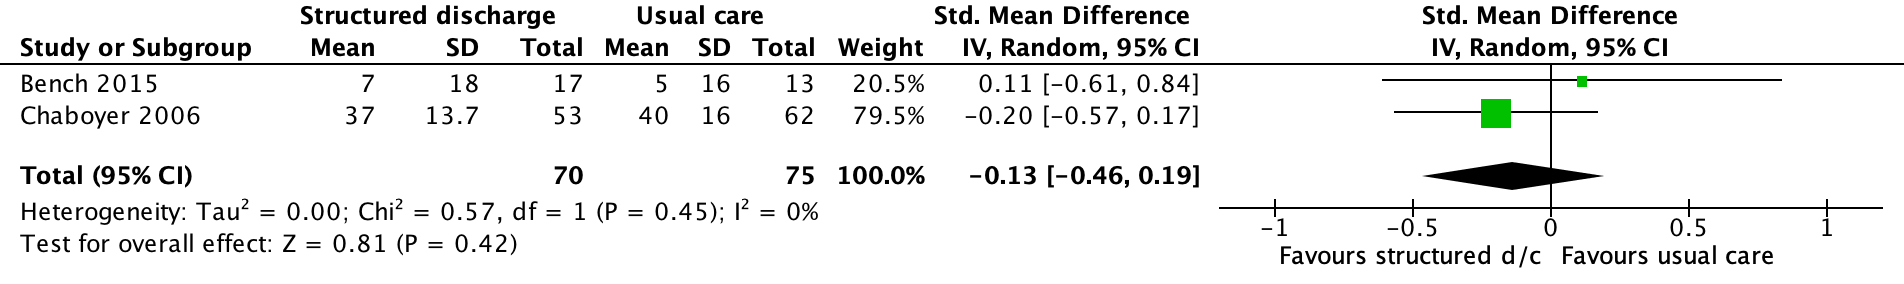 Structured discharge Usual care Std. Mean Difference Std. Mean Difference
Study or Subgroup Mean SD Total Mean SD Total Weight IV, Random, 95% CI IV, Random, 95% CI
Bench 2015 7 18 17 5 16 13 20.5% 0.11 [−0.61, 0.84]
Chaboyer 2006 37 13.7 53 40 16 62 79.5% −0.20 [−0.57, 0.17]
Total (95% CI) 70 75 100.0% −0.13 [−0.46, 0.19]
Heterogeneity: Tau² = 0.00; Chi² = 0.57, df = 1 (P = 0.45); I² = 0%
Test for overall effect: Z = 0.81 (P = 0.42)
−1 −0.5 0 0.5 1
Favours structured d/c Favours usual care